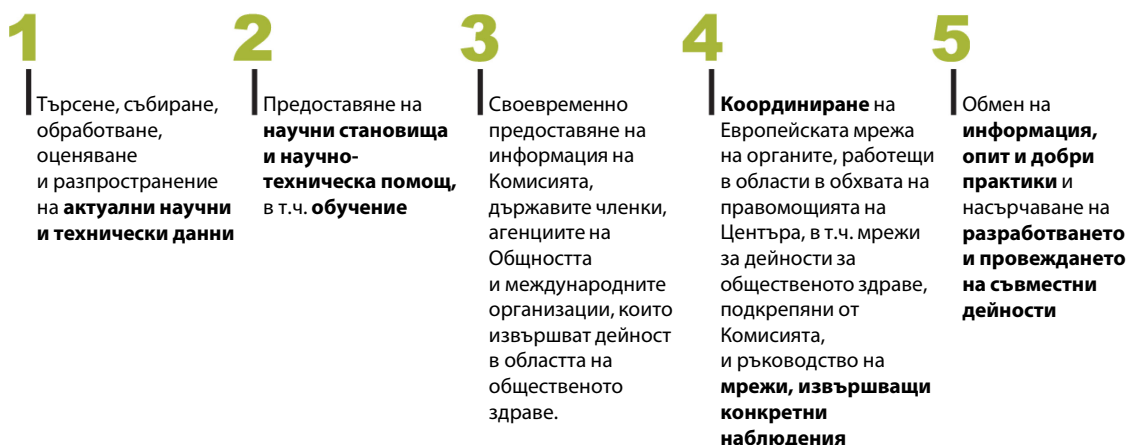 1
Търсене, събиране,
обработване,
оценяване
и разпространение
на актуални научни
и технически данни
2
Предоставяне на
научни становища
и научно-
техническа помощ,
в т.ч. обучение
3
Своевременно
предоставяне на
информация на
Комисията,
държавите членки,
агенциите на
Общността
и международните
организации, които
извършват дейност
в областта на
общественото
здраве.
4
Координиране на
Европейската мрежа
на органите, работещи
в области в обхвата на
правомощията на
Центъра, в т.ч. мрежи
за дейности за
общественото здраве,
подкрепяни от
Комисията,
и ръководство на
мрежи, извършващи
конкретни
наблюдения
5
Обмен на
информация,
опит и добри
практики и
насърчаване на
разработването
и провеждането
на съвместни
дейности